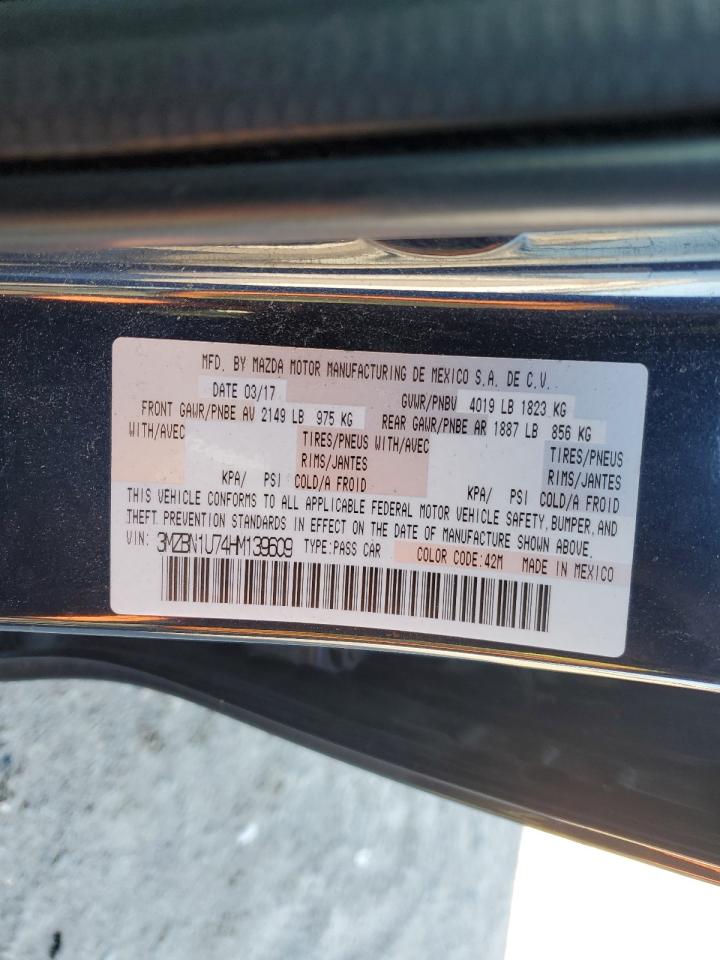 MFD. BY MAZDA MOTOR MANUFACTURING DE MEXICO S.A. DE C.V.
DATE 03/17 GVWR/PNBV 4019 LB 1823 KG
FRONT GAWR/PNBE AV 2149 LB 975 KG REAR GAWR/PNBE AR 1887 LB 856 KG
WITH/AVEC TIRES/PNEUS WITH/AVEC TIRES/PNEUS
RIMS/JANTES RIMS/JANTES
KPA/ PSI COLD/A FROID KPA/ PSI COLD/A FROID
THIS VEHICLE CONFORMS TO ALL APPLICABLE FEDERAL MOTOR VEHICLE SAFETY, BUMPER, AND
THEFT PREVENTION STANDARDS IN EFFECT ON THE DATE OF MANUFACTURE SHOWN ABOVE.
VIN: 3MZBN1U74HM139609 TYPE:PASS CAR COLOR CODE:42M MADE IN MEXICO